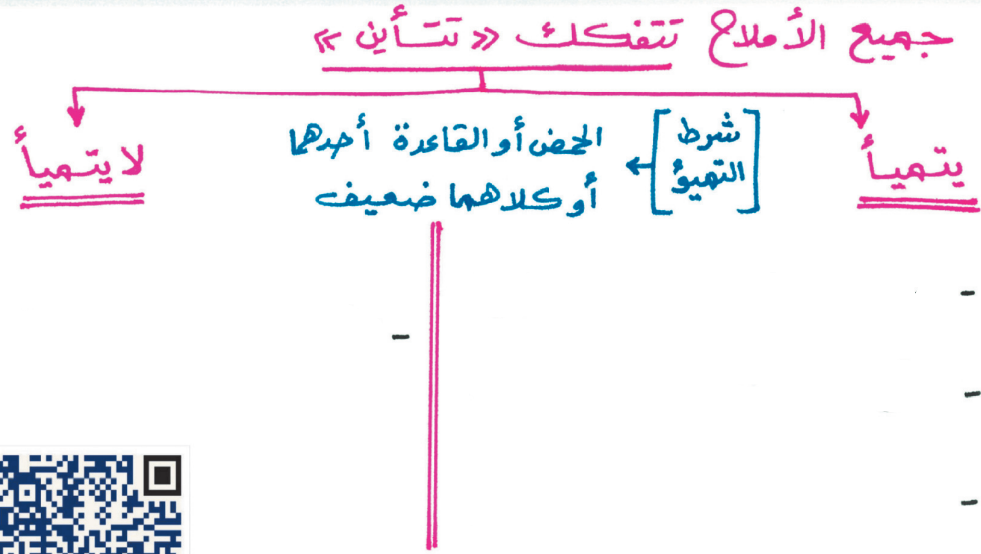 جميع الأملاح تتفكك «تتأين»
يتميأ
[شرط التميؤ] ← الحمض أو القاعدة أحدهما
أو كلاهما ضعيف
لا يتميأ
-
-
-
-